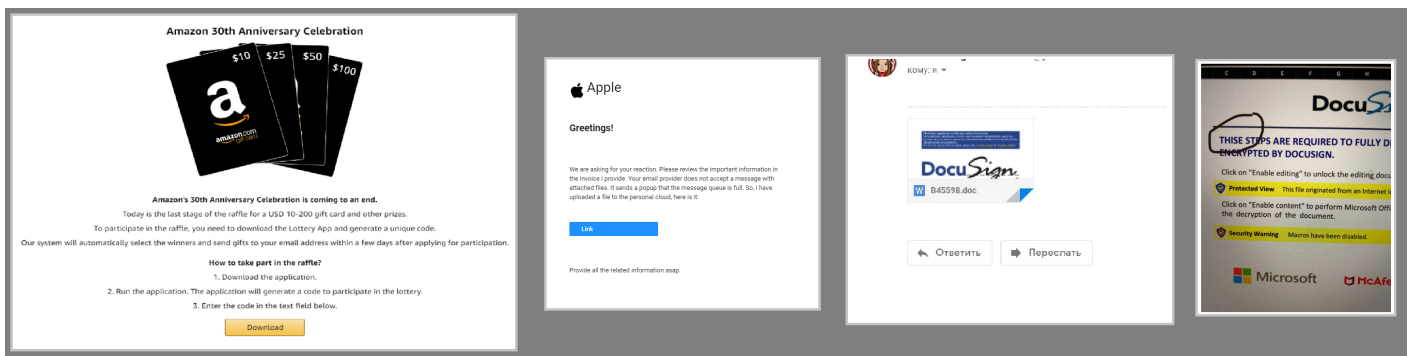 Amazon 30th Anniversary Celebration
$10
$25
$50
$100
a
amazon.com
gift card
Amazon's 30th Anniversary Celebration is coming to an end.
Today is the last stage of the raffle for a USD 10-200 gift card and other prizes.
To participate in the raffle, you need to download the Lottery App and generate a unique code.
Our system will automatically select the winners and send gifts to your email address within a few days after applying for participation.
How to take part in the raffle?
1. Download the application.
2. Run the application. The application will generate a code to participate in the lottery.
3. Enter the code in the text field below.
Download
Apple
Greetings!
We are asking for your reaction. Please review the important information in
the invoice I provide. Your email provider does not accept a message with
attached files. It sends a popup that the message queue is full. So, I have
uploaded a file to the personal cloud, here is it:
Link
Provide all the related information asap.
кому: я
DocuSign
W B45598.doc
Ответить
Переслать
C D E F G H
DocuS
THISE STEPS ARE REQUIRED TO FULLY D
ENCRYPTED BY DOCUSIGN.
Click on "Enable editing" to unlock the editing docu
Protected View This file originated from an Internet
Click on "Enable content" to perform Microsoft Offi
the decryption of the document.
Security Warning Macros have been disabled.
Microsoft
McAfe